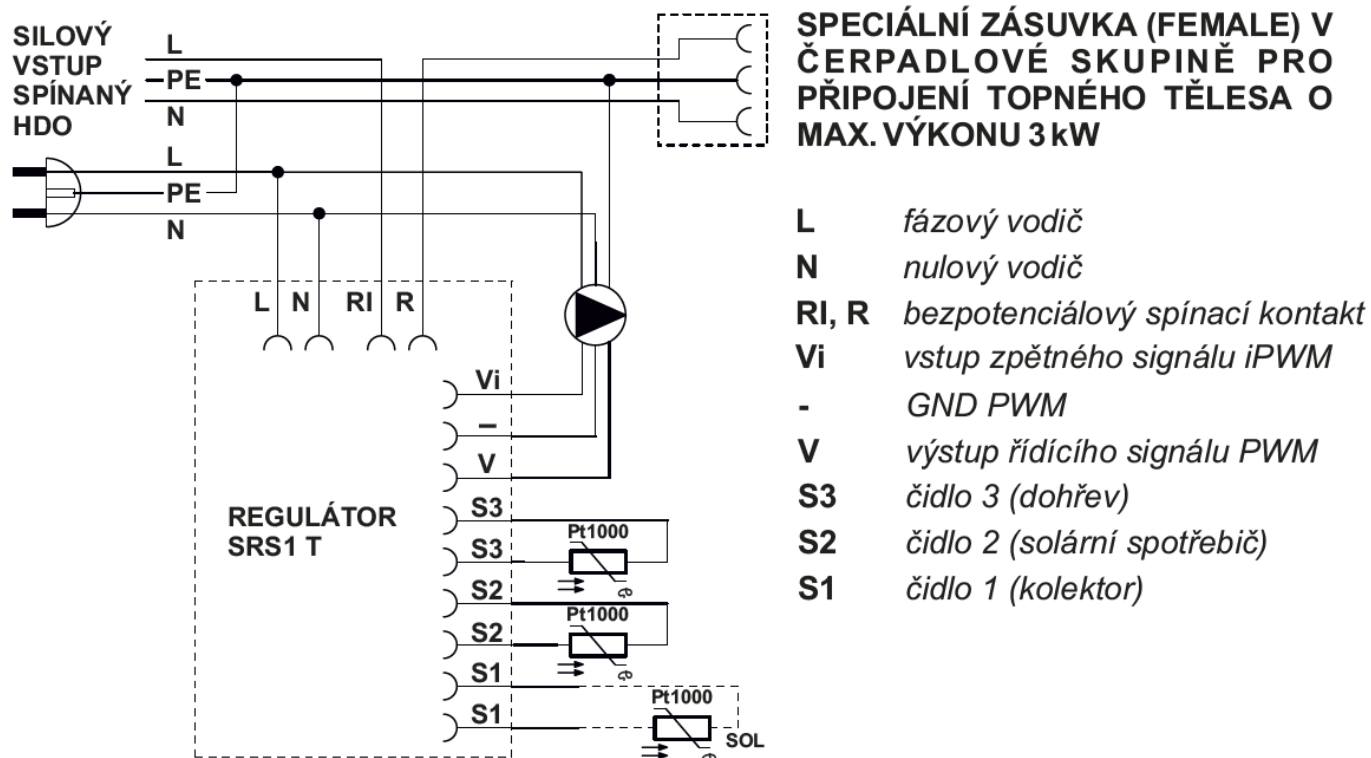 SILOVÝ
VSTUP
SPÍNANÝ
HDO
L
PE
N
L
PE
N
SPECIÁLNÍ ZÁSUVKA (FEMALE) V
ČERPADLOVÉ SKUPINĚ PRO
PŘIPOJENÍ TOPNÉHO TĚLESA O
MAX. VÝKONU 3 kW
L fázový vodič
N nulový vodič
RI, R bezpotenciálový spínací kontakt
Vi vstup zpětného signálu iPWM
- GND PWM
V výstup řídícího signálu PWM
S3 čidlo 3 (dohřev)
S2 čidlo 2 (solární spotřebič)
S1 čidlo 1 (kolektor)
L N RI R
Vi
–
V
S3
S3
S2
S2
S1
S1
REGULÁTOR
SRS1 T
Pt1000
ϑ
Pt1000
ϑ
Pt1000
SOL
ϑ